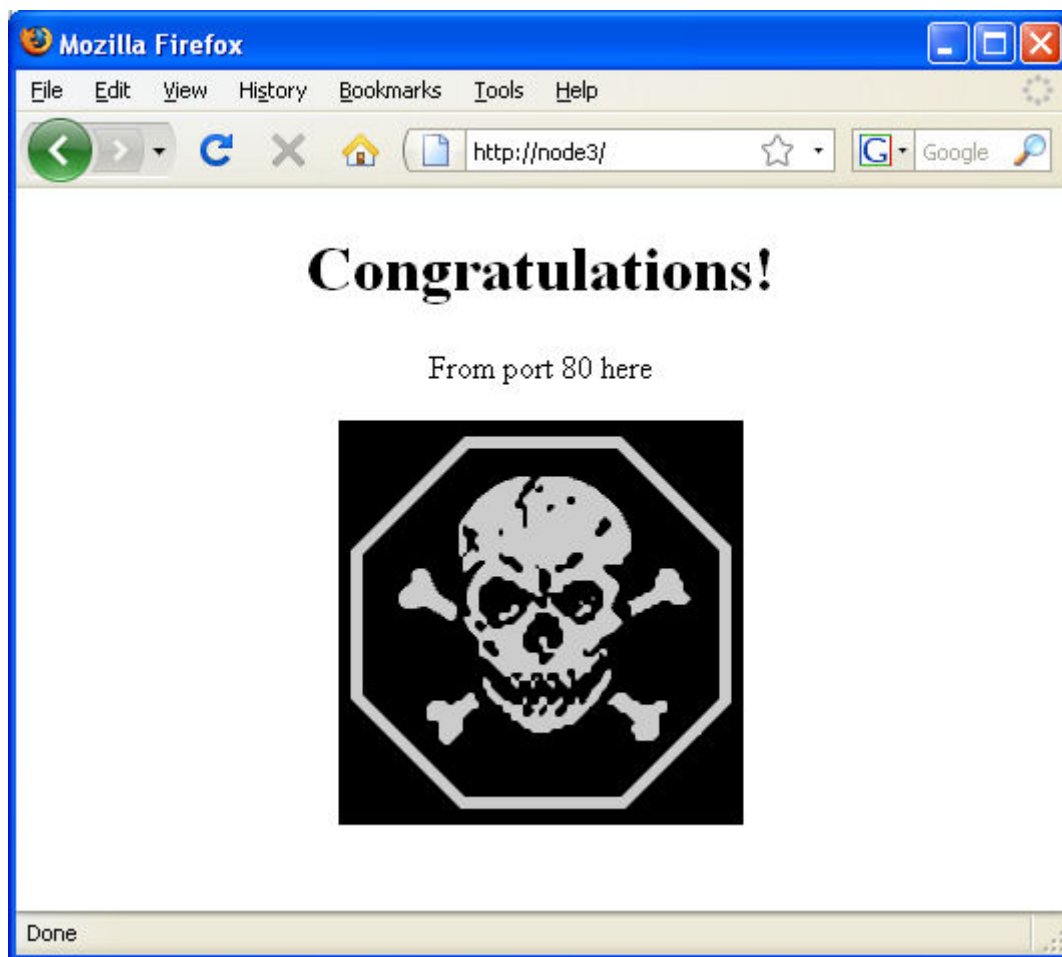 Mozilla Firefox
File Edit View History Bookmarks Tools Help
http://node3/ G Google
Congratulations!
From port 80 here
Done